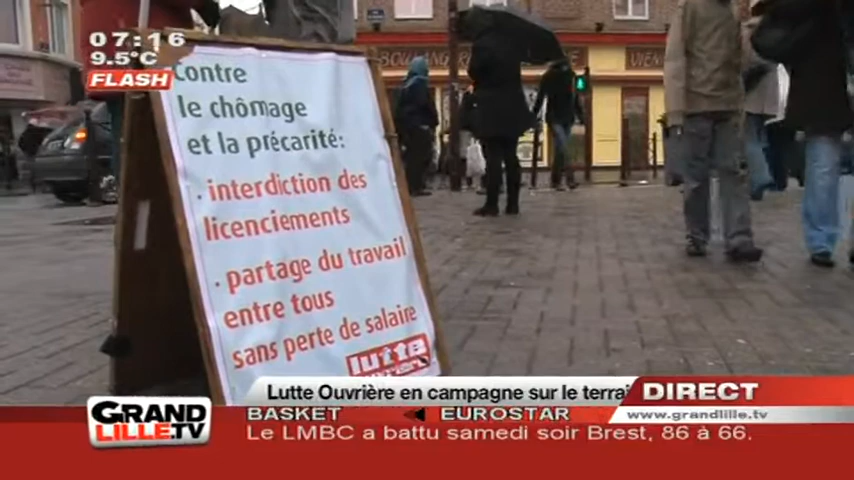 07:16
9.5°C
FLASH
Contre
le chômage
et la précarité:
· interdiction des
licenciements
· partage du travail
entre tous
sans perte de salaire
lutte
BOULANGERIE
VIEN
Lutte Ouvrière en campagne sur le terrai
DIRECT
www.grandlille.tv
GRAND
LILLE.TV
BASKET
EUROSTAR
Le LMBC a battu samedi soir Brest, 86 à 66.